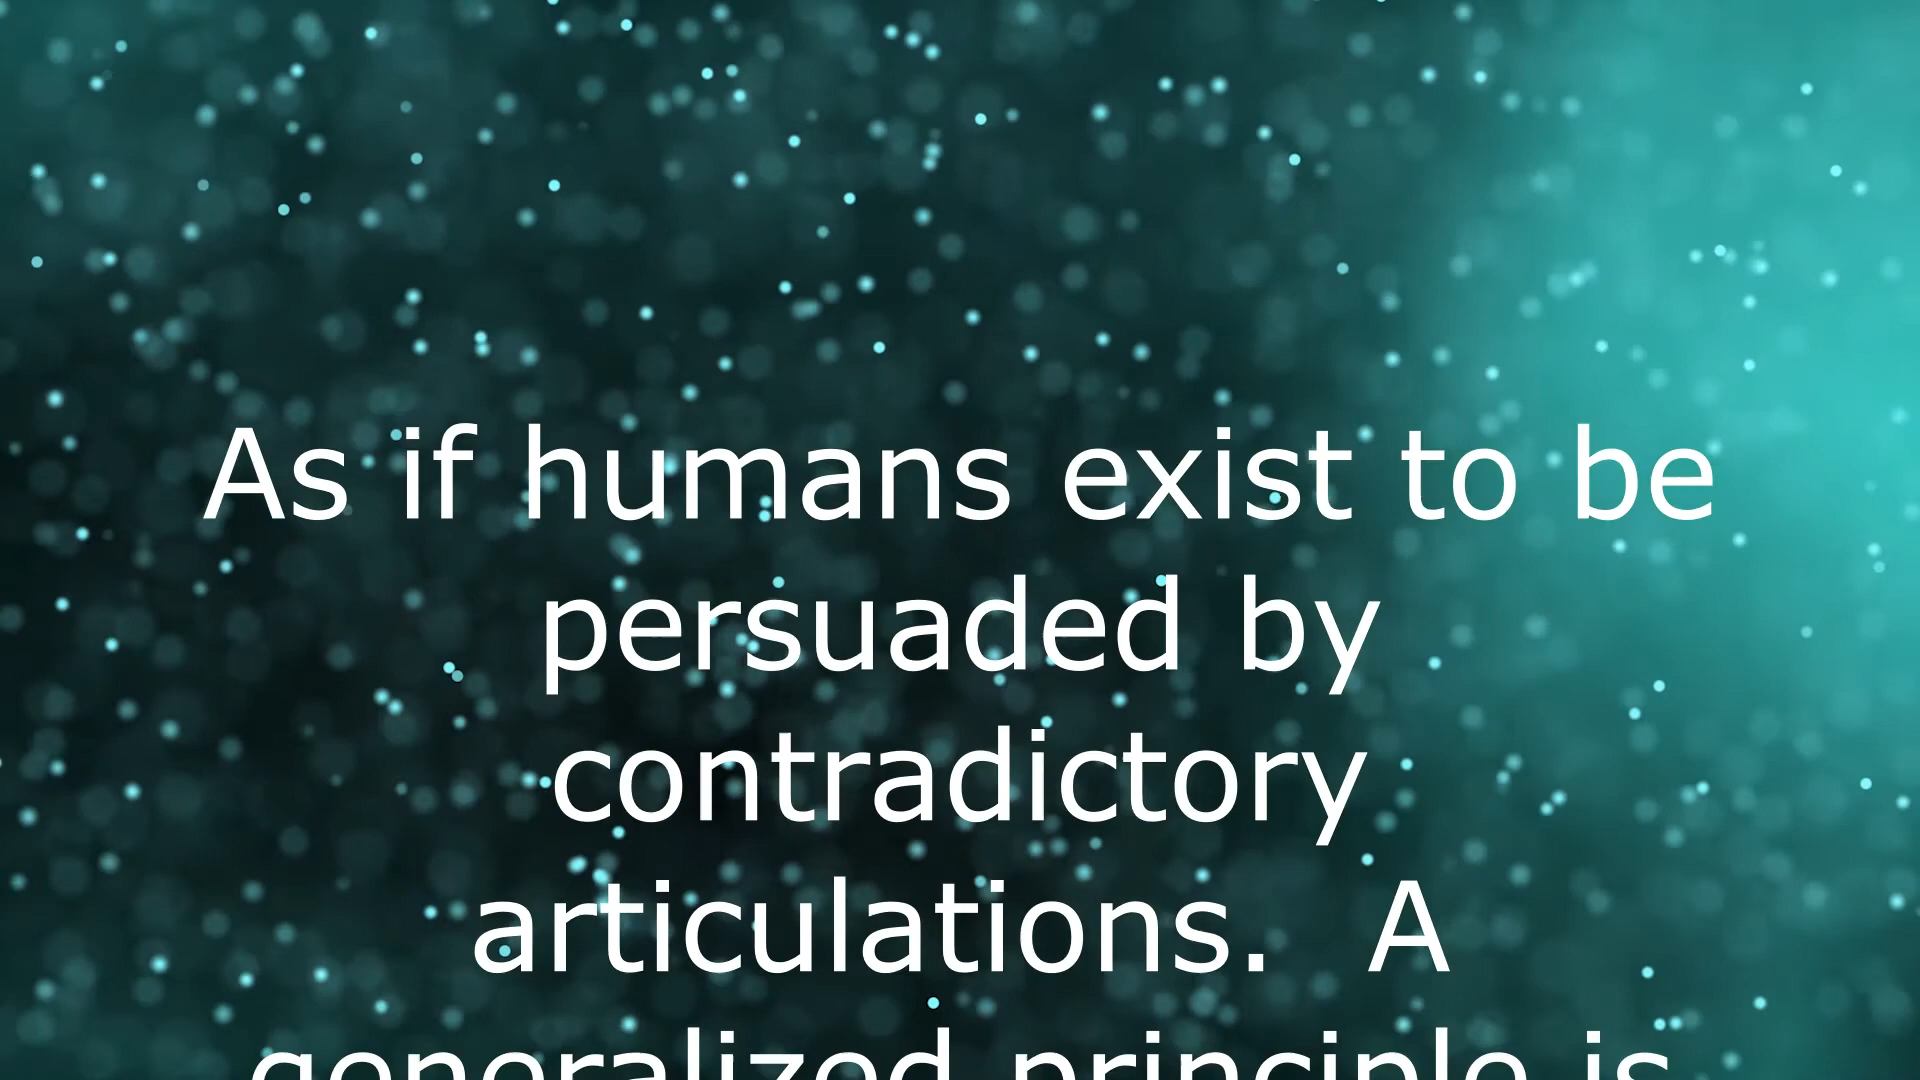 As if humans exist to be
persuaded by
contradictory
articulations.  A
generalized principle is